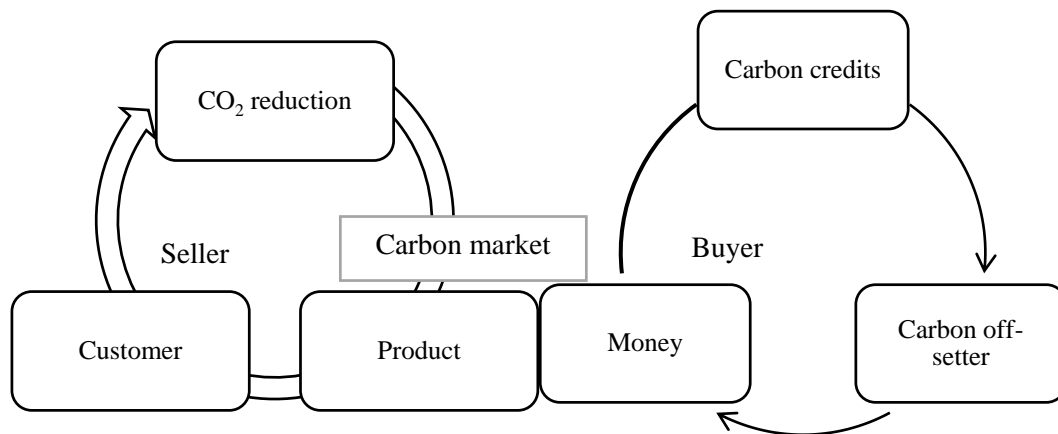 Carbon credits
CO₂ reduction
Carbon market
Seller
Buyer
Customer
Product
Money
Carbon off-
setter